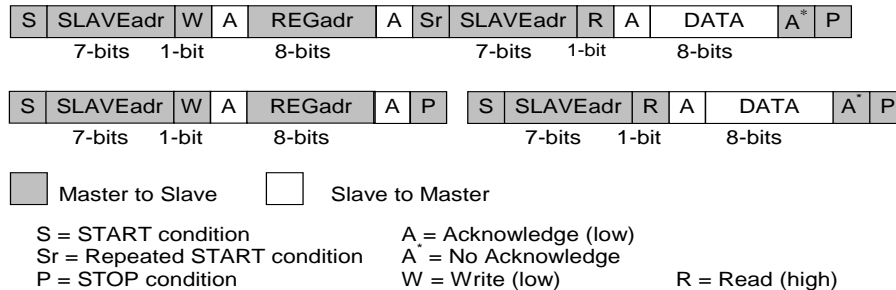 S SLAVEadr W A REGadr A Sr SLAVEadr R A DATA A* P
7-bits 1-bit 8-bits 7-bits 1-bit 8-bits
S SLAVEadr W A REGadr A P S SLAVEadr R A DATA A* P
7-bits 1-bit 8-bits 7-bits 1-bit 8-bits
Master to Slave Slave to Master
S = START condition A = Acknowledge (low)
Sr = Repeated START condition A* = No Acknowledge
P = STOP condition W = Write (low) R = Read (high)